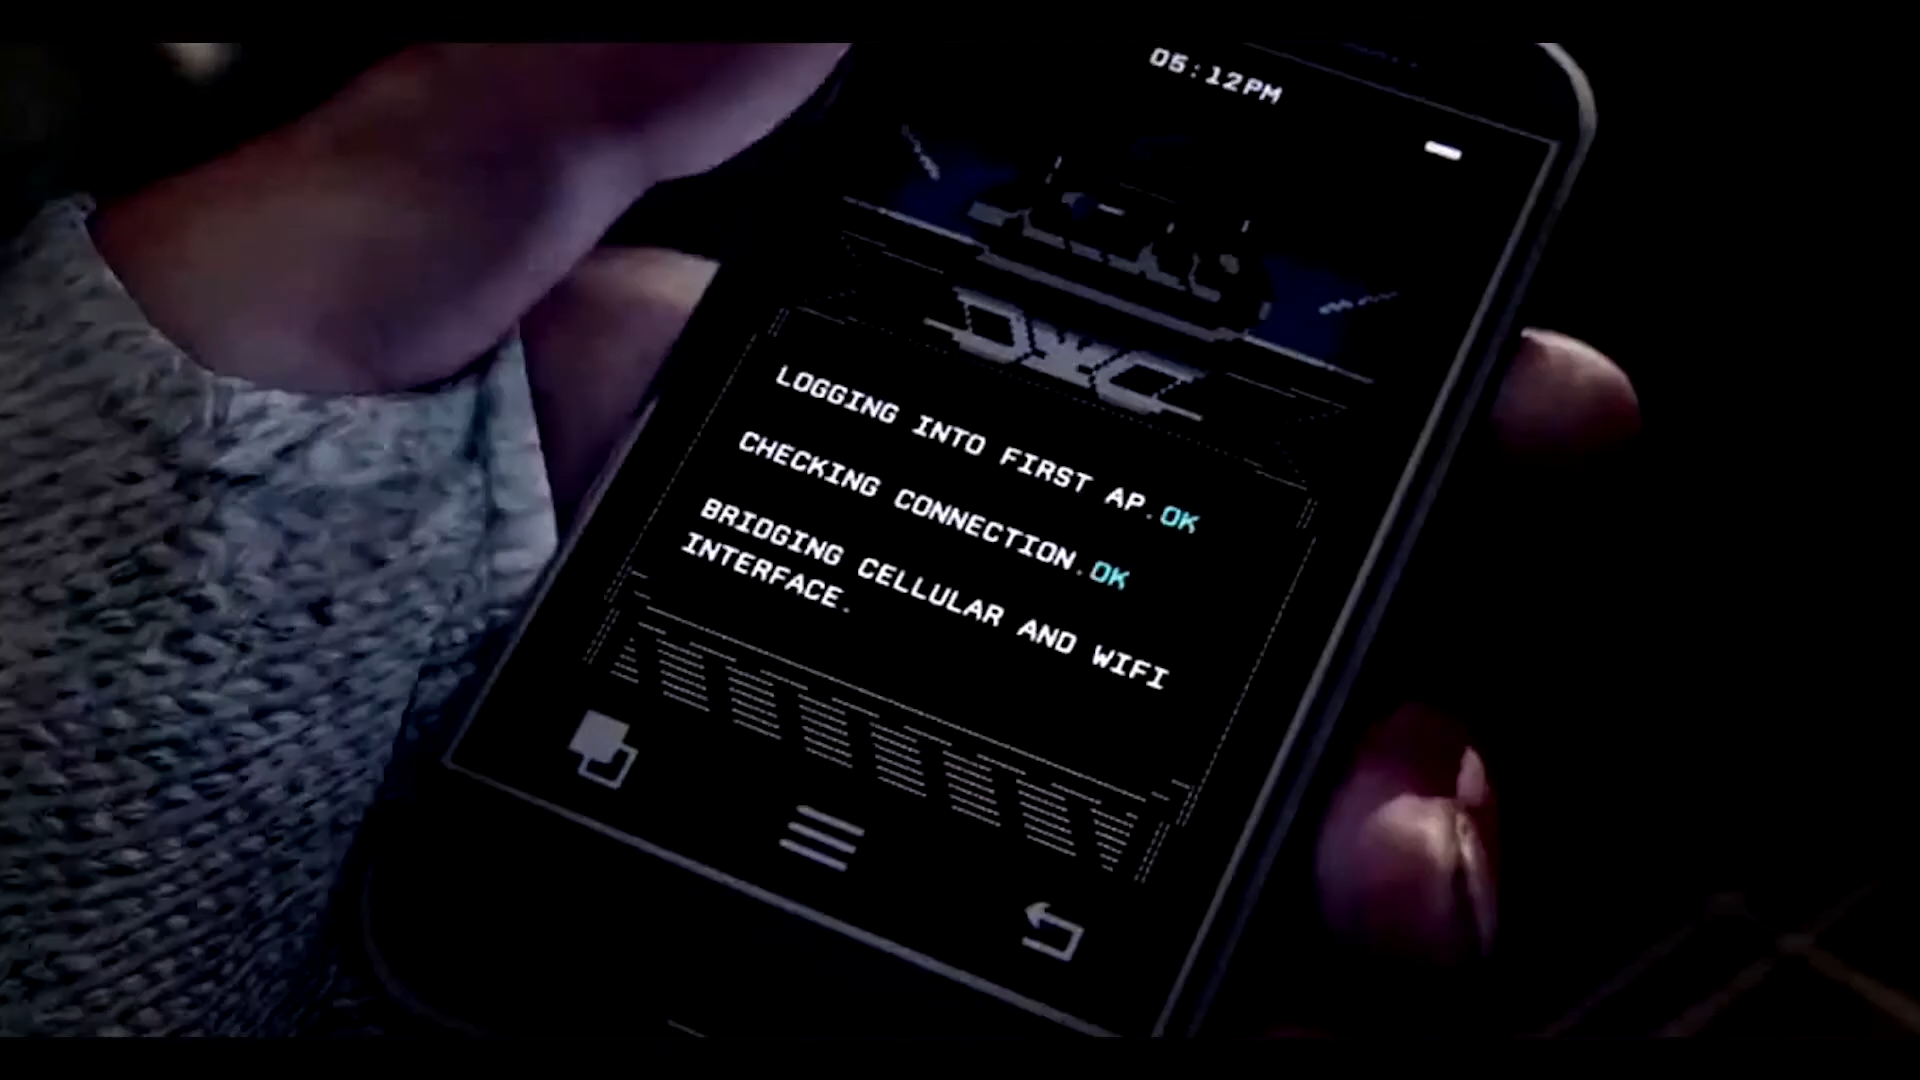 05:12PM
LOGGING INTO FIRST AP.OK
CHECKING CONNECTION.OK
BRIDGING CELLULAR AND WIFI
INTERFACE.